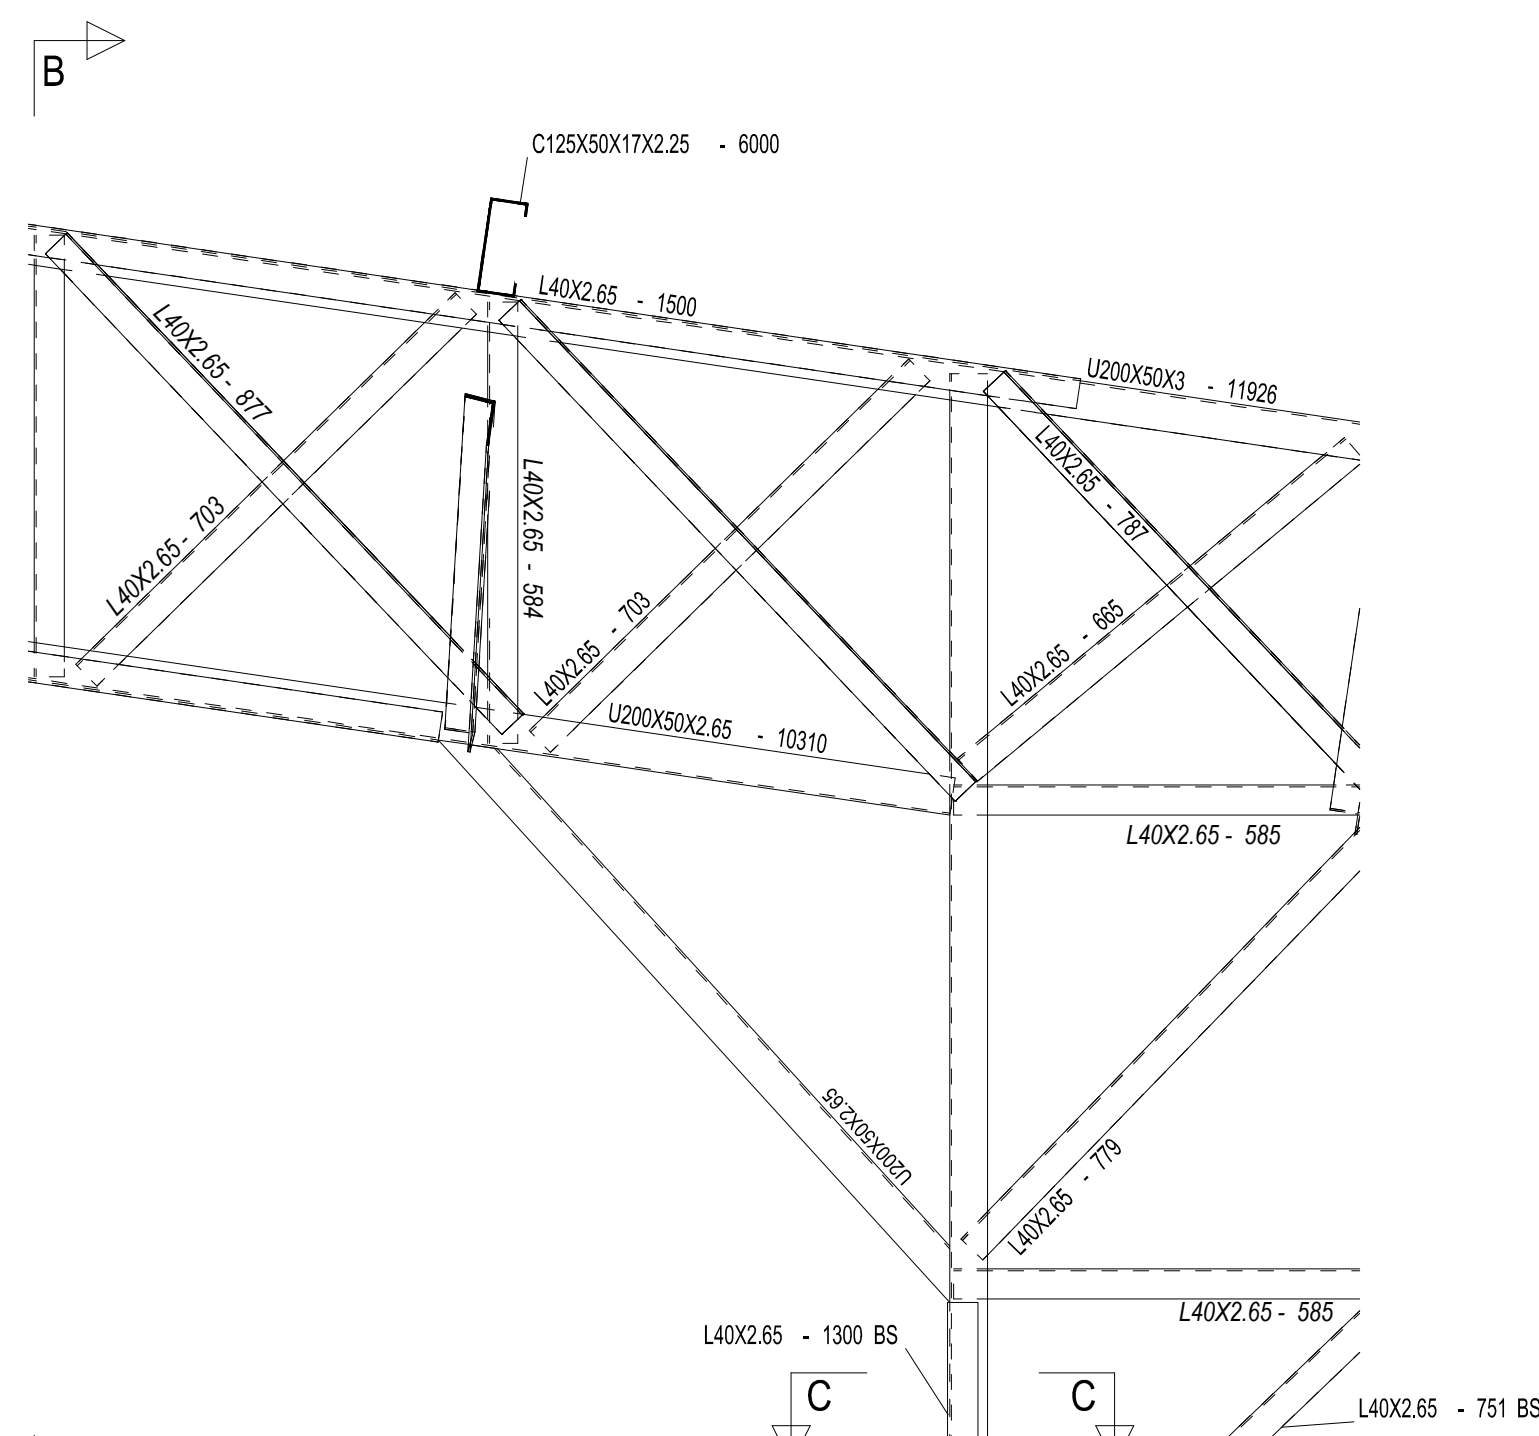 B
C125X50X17X2.25 - 6000
L40X2.65 - 1500
U200X50X3 - 11926
L40X2.65 - 877
L40X2.65 - 703
L40X2.65 - 584
L40X2.65 - 703
L40X2.65 - 787
L40X2.65 - 665
U200X50X2.65 - 10310
L40X2.65 - 585
U200X50X2.65
L40X2.65 - 779
L40X2.65 - 585
L40X2.65 - 1300 BS
C
C
L40X2.65 - 751 BS